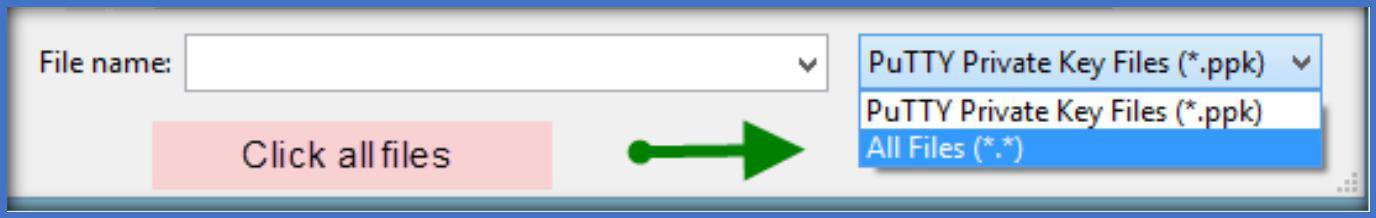 File name:
PuTTY Private Key Files (*.ppk)
PuTTY Private Key Files (*.ppk)
All Files (*.*)
Click all files